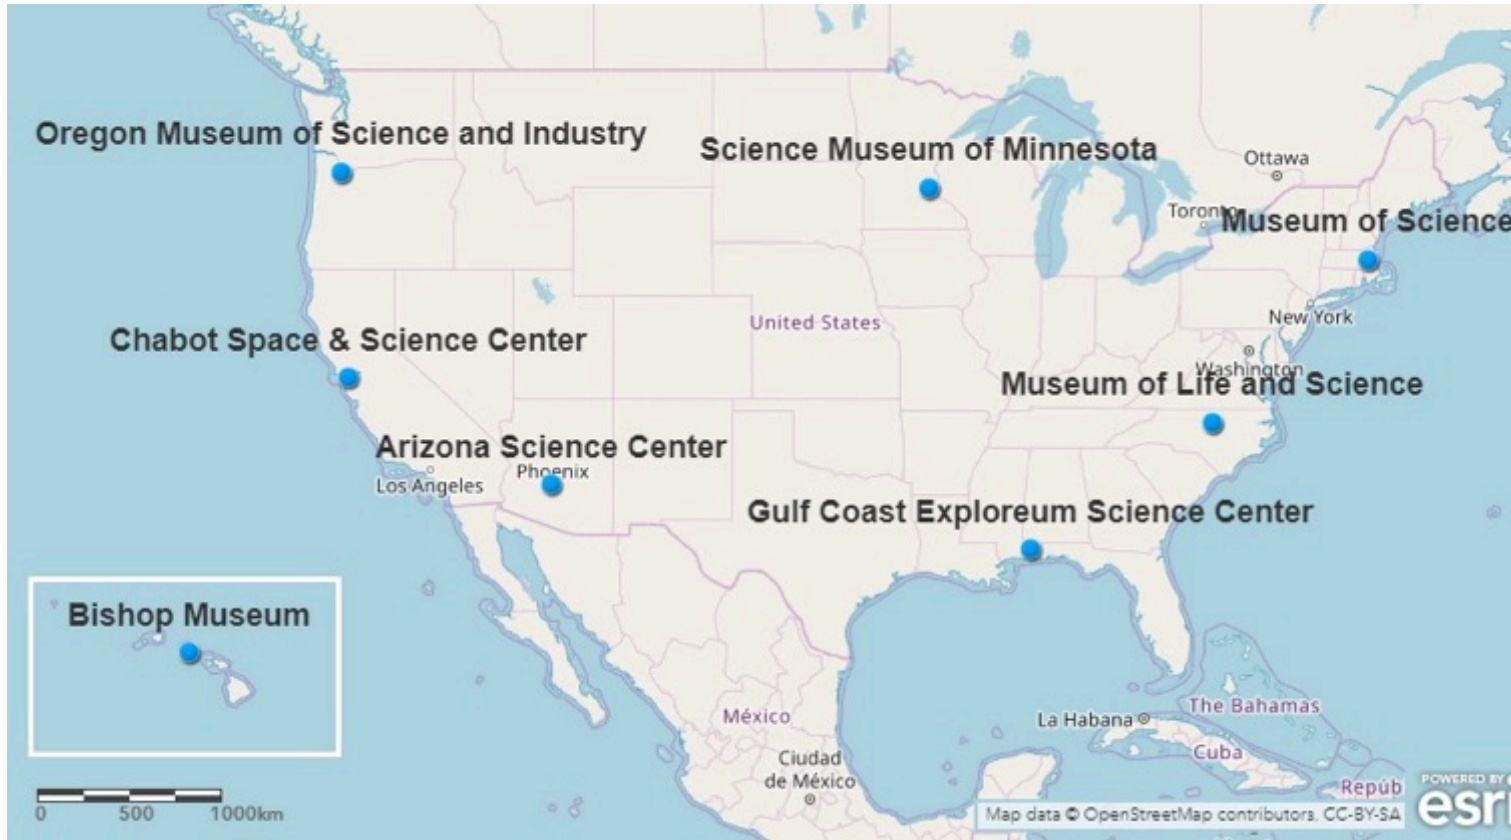 Oregon Museum of Science and Industry
Science Museum of Minnesota
Ottawa
Toronto
Museum of Science
New York
United States
Chabot Space & Science Center
Washington
Museum of Life and Science
Arizona Science Center
Phoenix
Los Angeles
Gulf Coast Exploreum Science Center
Bishop Museum
México
La Habana
The Bahamas
Cuba
Ciudad
de México
Repúb
0 500 1000km
Map data © OpenStreetMap contributors, CC-BY-SA
POWERED BY
esri